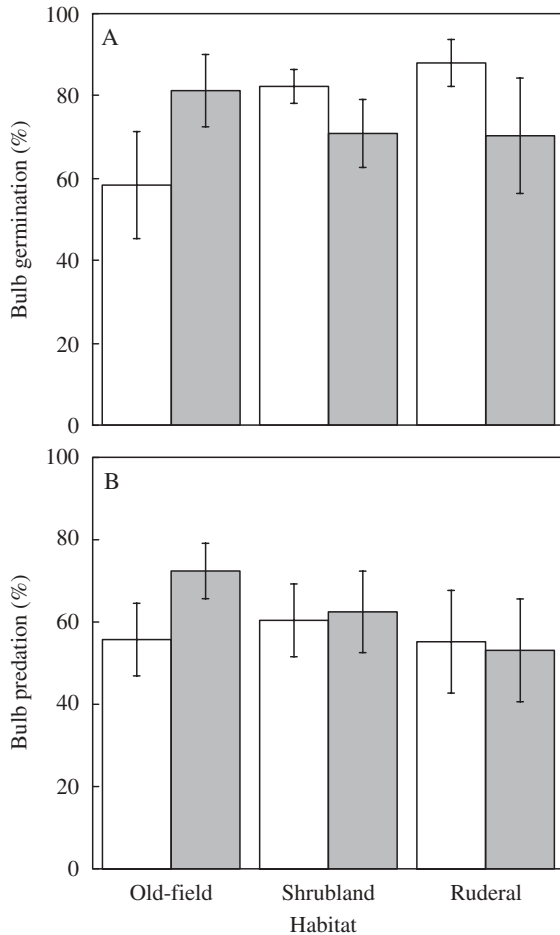 A
Bulb germination (%)
100
80
60
40
20
0
B
Bulb predation (%)
100
80
60
40
20
0
Old-field Shrubland Ruderal
Habitat